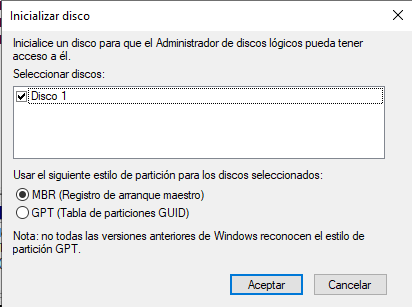 Inicializar disco
Inicialice un disco para que el Administrador de discos lógicos pueda tener
acceso a él.
Seleccionar discos:
Disco 1
Usar el siguiente estilo de partición para los discos seleccionados:
MBR (Registro de arranque maestro)
GPT (Tabla de particiones GUID)
Nota: no todas las versiones anteriores de Windows reconocen el estilo de
partición GPT.
Aceptar
Cancelar